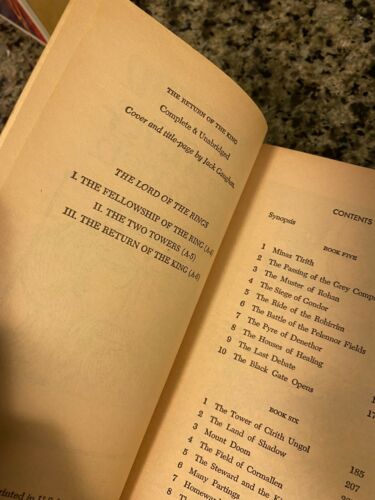 THE RETURN OF THE KING
Complete & Unabridged
Cover and title-page by Jack Gaughan.
THE LORD OF THE RINGS
I. THE FELLOWSHIP OF THE RING (A-4)
II. THE TWO TOWERS (A-5)
III. THE RETURN OF THE KING (A-6)
CONTENTS
Synopsis
BOOK FIVE
1 Minas Tirith
2 The Passing of the Grey Comp
3 The Muster of Rohan
4 The Siege of Gondor
5 The Ride of the Rohirrim
6 The Battle of the Pelennor Fields
7 The Pyre of Denethor
8 The Houses of Healing
9 The Last Debate
10 The Black Gate Opens
BOOK SIX
1 The Tower of Cirith Ungol
2 The Land of Shadow 185
3 Mount Doom 207
4 The Field of Cormallen
5 The Steward and the K
6 Many Partings
7 Homeward
8 The S